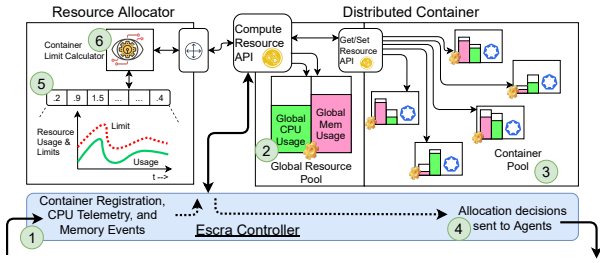 Resource Allocator
Distributed Container
Container
Limit Calculator
6
Compute
Resource
API
Get/Set
Resource
API
5
.2 .9 1.5 ... ... .4
Resource
Usage &
Limits
Limit
Usage
t -->
Global
CPU
Usage
Global
Mem
Usage
2
Global Resource
Pool
Container
Pool
3
Container Registration,
CPU Telemetry, and
Memory Events
1
Escra Controller
4
Allocation decisions
sent to Agents